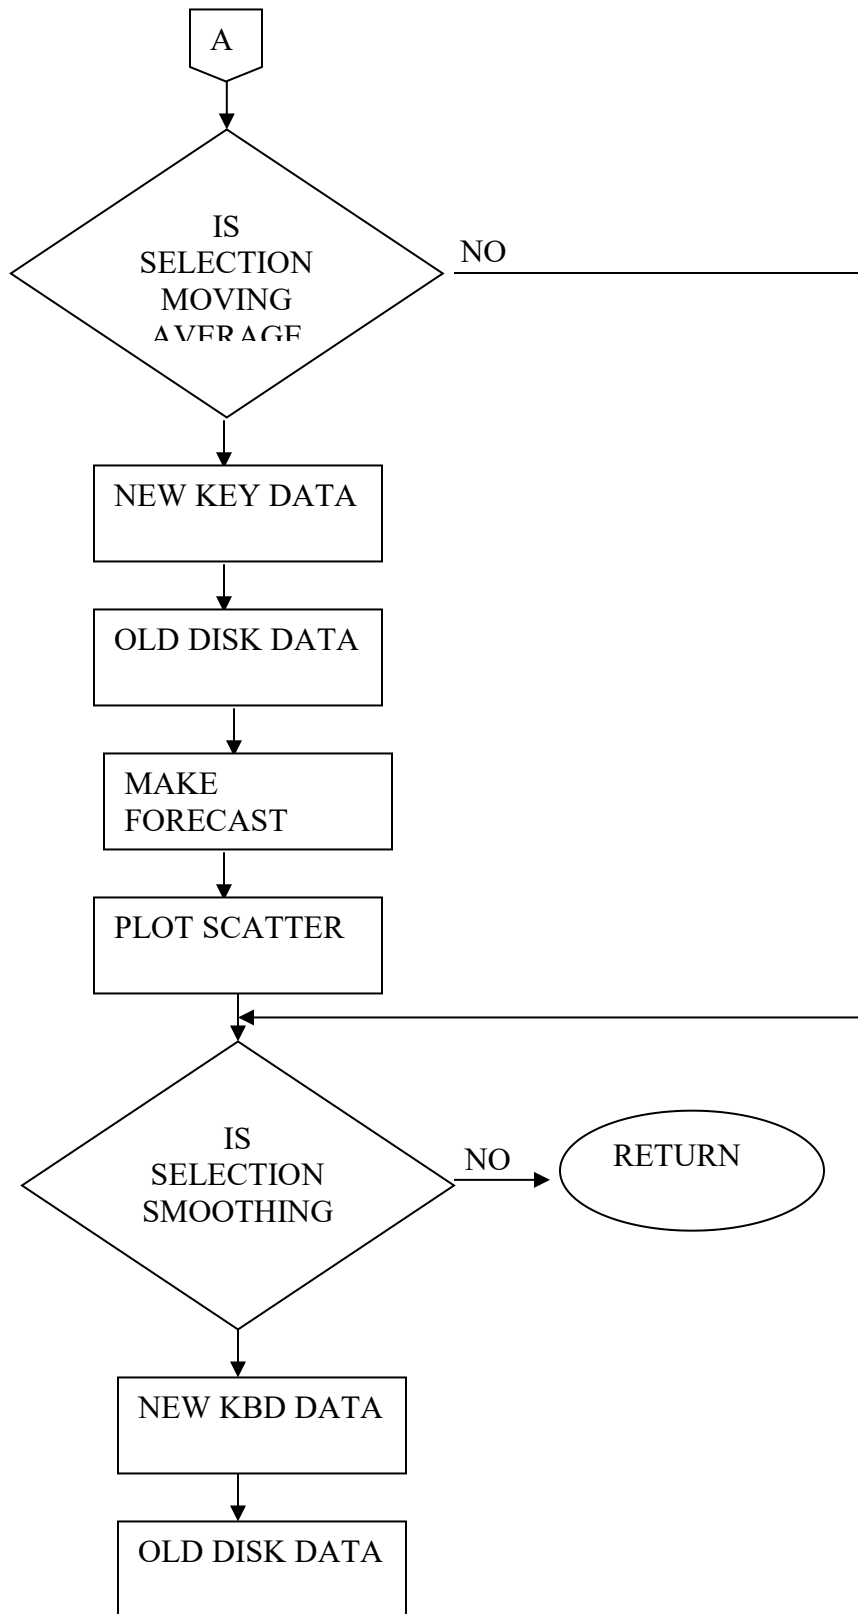 A
IS
SELECTION
MOVING
AVERAGE
NO
NEW KEY DATA
OLD DISK DATA
MAKE
FORECAST
PLOT SCATTER
IS
SELECTION
SMOOTHING
NO
RETURN
NEW KBD DATA
OLD DISK DATA